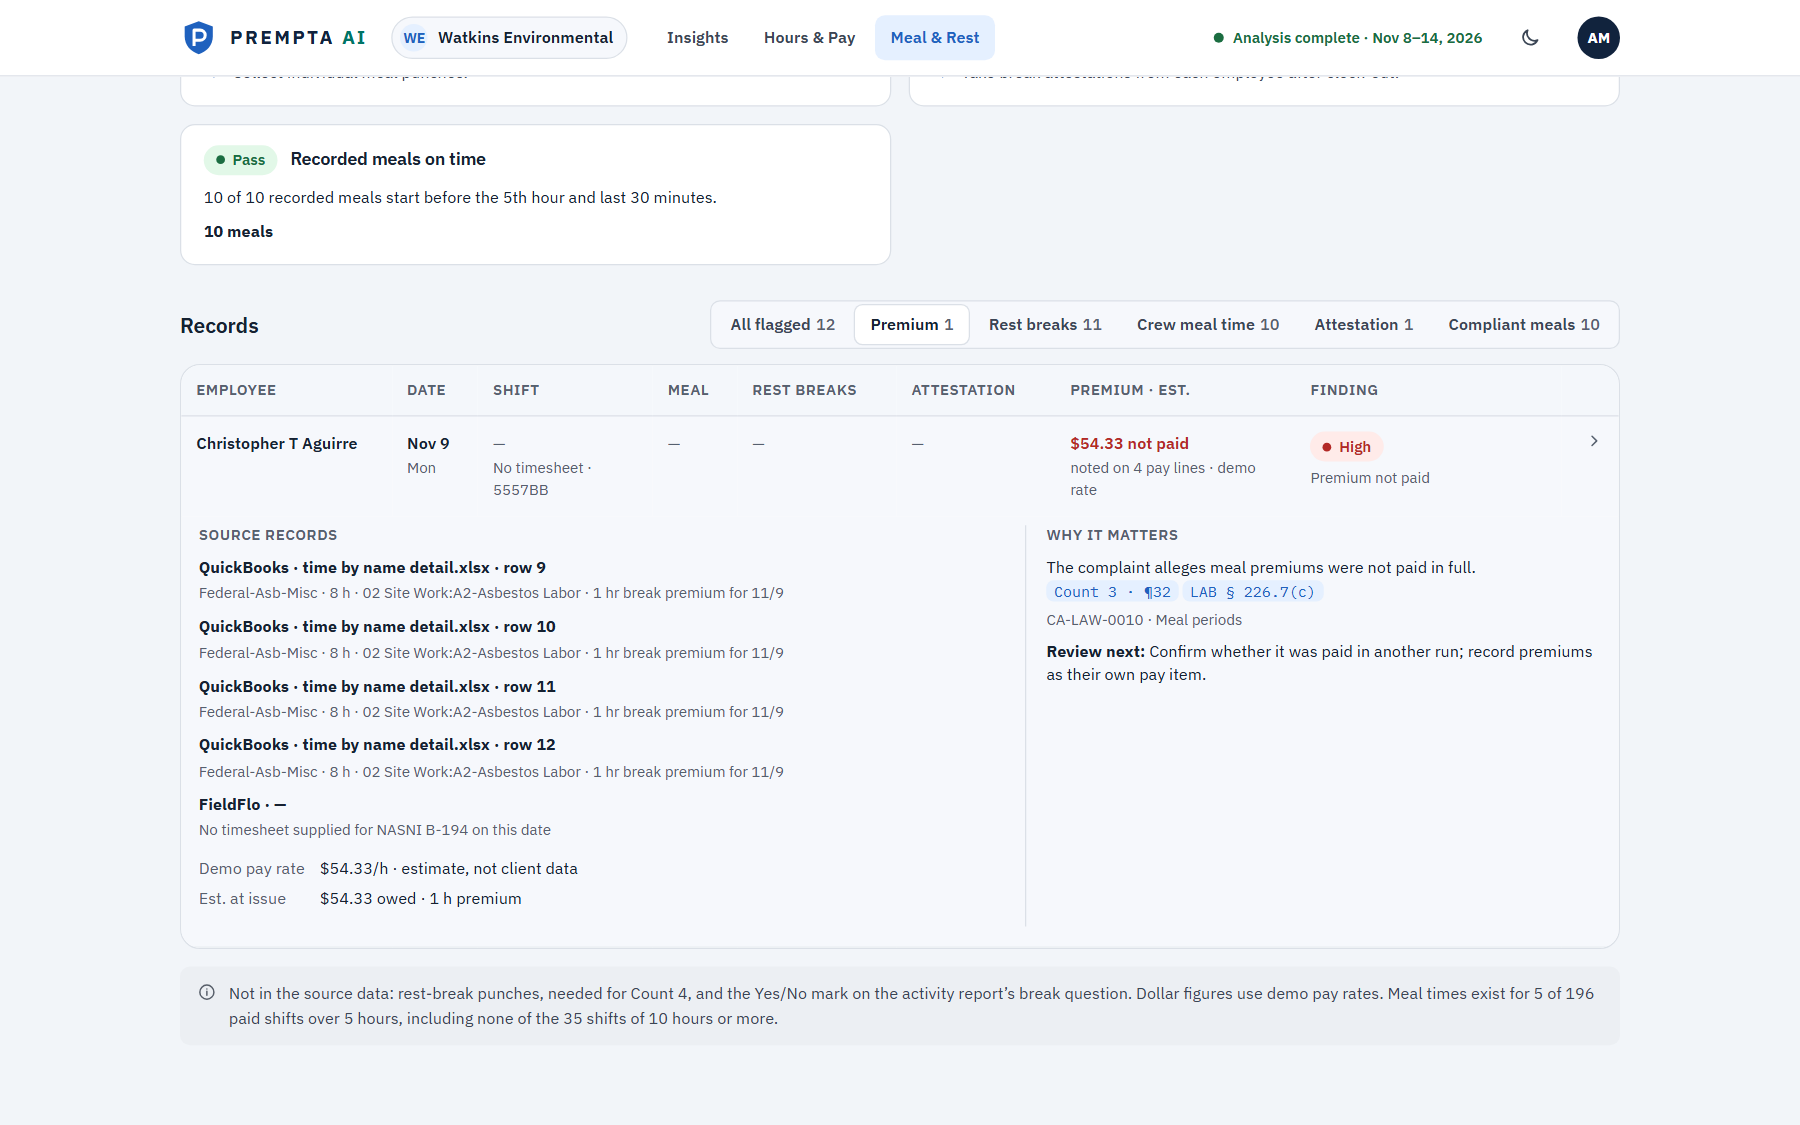 PREMPTA AI
WE Watkins Environmental
Insights
Hours & Pay
Meal & Rest
Analysis complete · Nov 8–14, 2026
AM
Pass
Recorded meals on time
10 of 10 recorded meals start before the 5th hour and last 30 minutes.
10 meals
Records
All flagged 12
Premium 1
Rest breaks 11
Crew meal time 10
Attestation 1
Compliant meals 10
EMPLOYEE DATE SHIFT MEAL REST BREAKS ATTESTATION PREMIUM · EST. FINDING
Christopher T Aguirre
Nov 9
Mon
—
No timesheet ·
5557BB
—
—
—
$54.33 not paid
noted on 4 pay lines · demo
rate
High
Premium not paid
SOURCE RECORDS
QuickBooks · time by name detail.xlsx · row 9
Federal-Asb-Misc · 8 h · 02 Site Work:A2-Asbestos Labor · 1 hr break premium for 11/9
QuickBooks · time by name detail.xlsx · row 10
Federal-Asb-Misc · 8 h · 02 Site Work:A2-Asbestos Labor · 1 hr break premium for 11/9
QuickBooks · time by name detail.xlsx · row 11
Federal-Asb-Misc · 8 h · 02 Site Work:A2-Asbestos Labor · 1 hr break premium for 11/9
QuickBooks · time by name detail.xlsx · row 12
Federal-Asb-Misc · 8 h · 02 Site Work:A2-Asbestos Labor · 1 hr break premium for 11/9
FieldFlo · —
No timesheet supplied for NASNI B-194 on this date
Demo pay rate $54.33/h · estimate, not client data
Est. at issue $54.33 owed · 1 h premium
WHY IT MATTERS
The complaint alleges meal premiums were not paid in full.
Count 3 · ¶32 LAB § 226.7(c)
CA-LAW-0010 · Meal periods
Review next: Confirm whether it was paid in another run; record premiums
as their own pay item.
Not in the source data: rest-break punches, needed for Count 4, and the Yes/No mark on the activity report’s break question. Dollar figures use demo pay rates. Meal times exist for 5 of 196
paid shifts over 5 hours, including none of the 35 shifts of 10 hours or more.